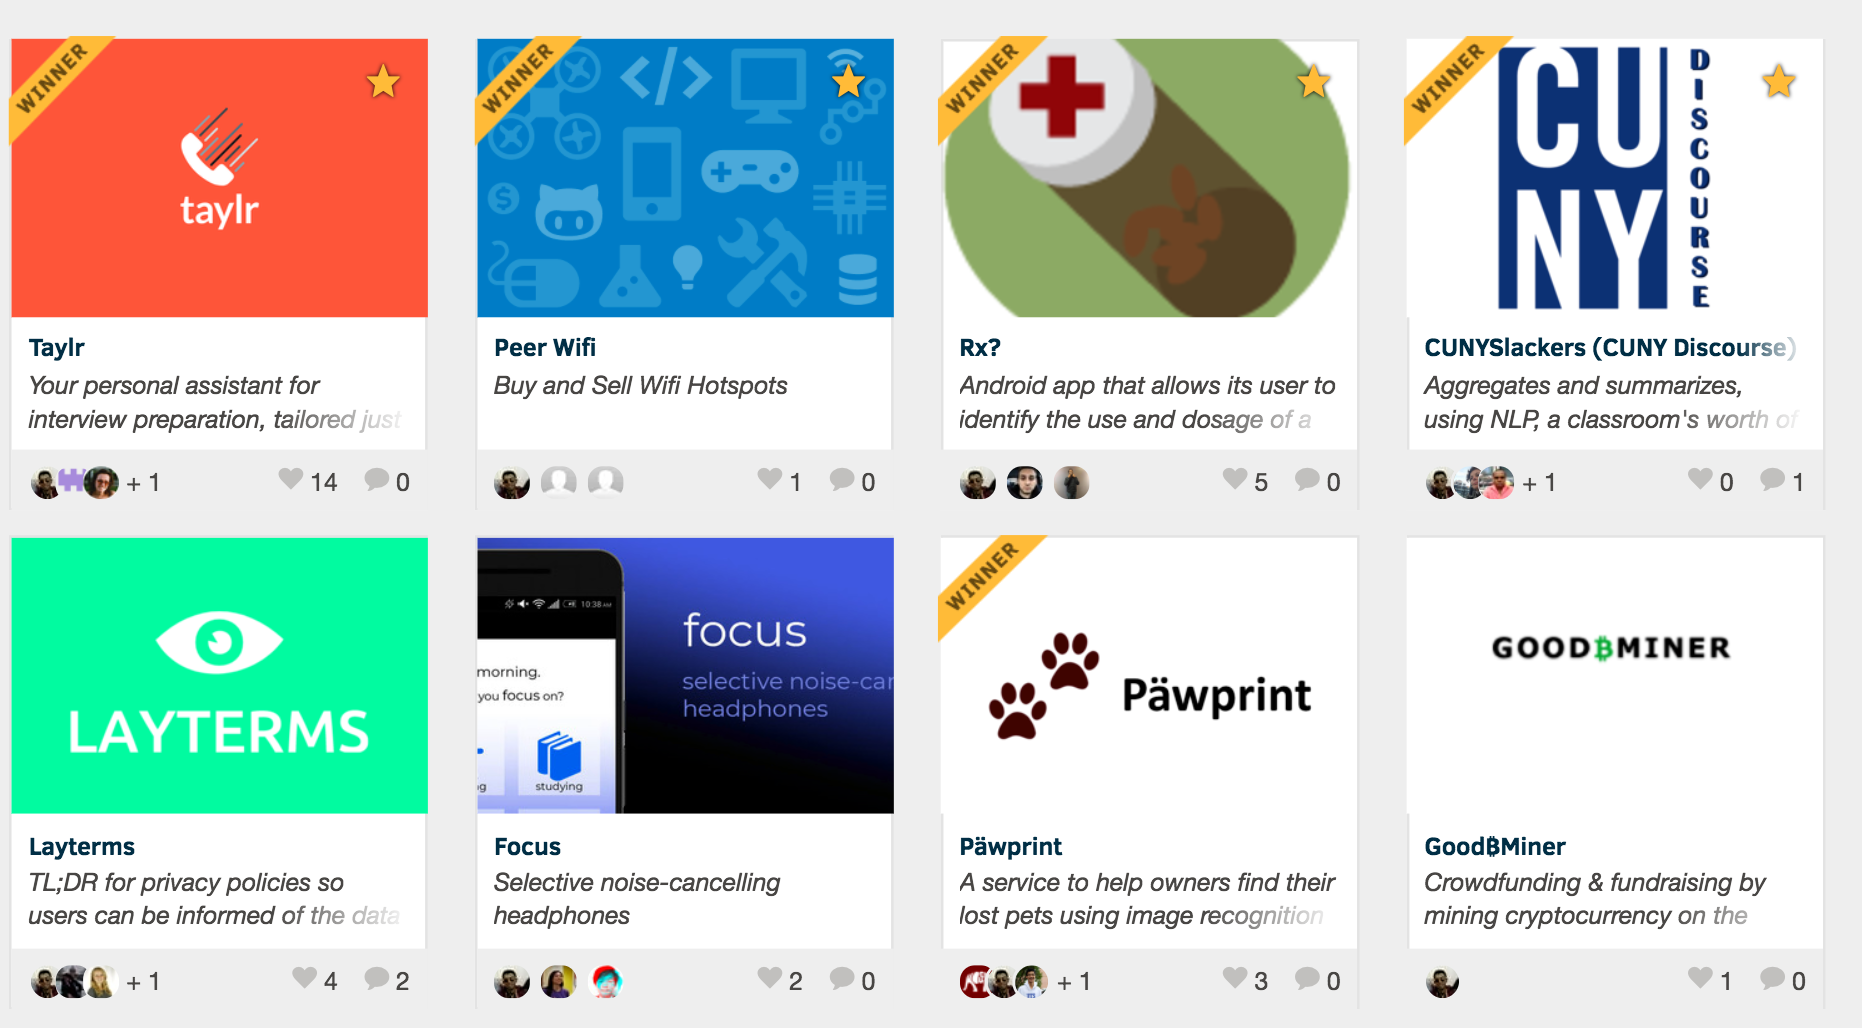 WINNER
taylr
Taylr
Your personal assistant for
interview preparation, tailored just
+ 1
14
0
WINNER
</>
$
Peer Wifi
Buy and Sell Wifi Hotspots
1
0
WINNER
Rx?
Android app that allows its user to
identify the use and dosage of a
5
0
WINNER
CU
NY
DISCOURSE
CUNYSlackers (CUNY Discourse)
Aggregates and summarizes,
using NLP, a classroom's worth of
+ 1
0
1
LAYTERMS
Layterms
TL;DR for privacy policies so
users can be informed of the data
+ 1
4
2
10:38 AM
morning.
you focus on?
g
studying
focus
selective noise-car
headphones
Focus
Selective noise-cancelling
headphones
2
0
WINNER
Päwprint
Päwprint
A service to help owners find their
lost pets using image recognition
+ 1
3
0
GOOD₿MINER
Good₿Miner
Crowdfunding & fundraising by
mining cryptocurrency on the
1
0